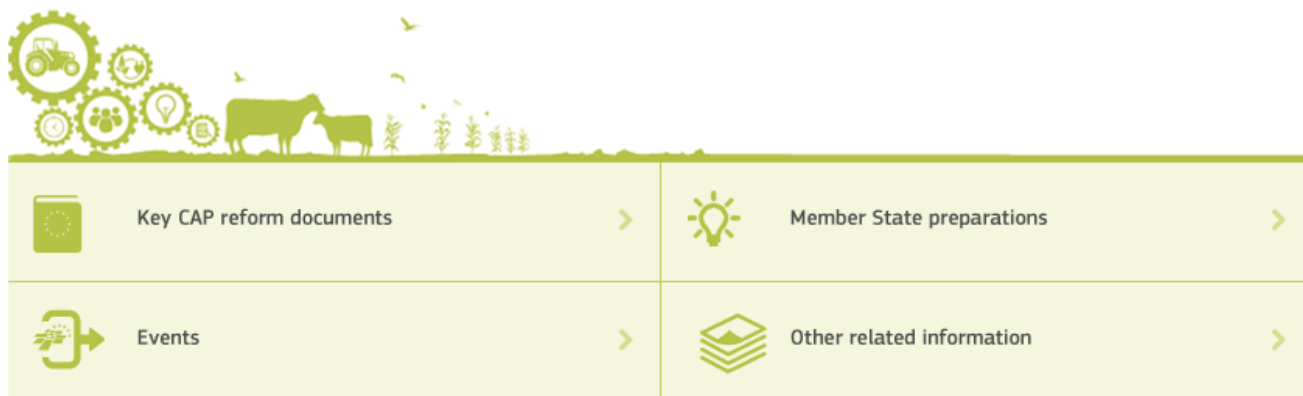 Key CAP reform documents
Member State preparations
Events
Other related information